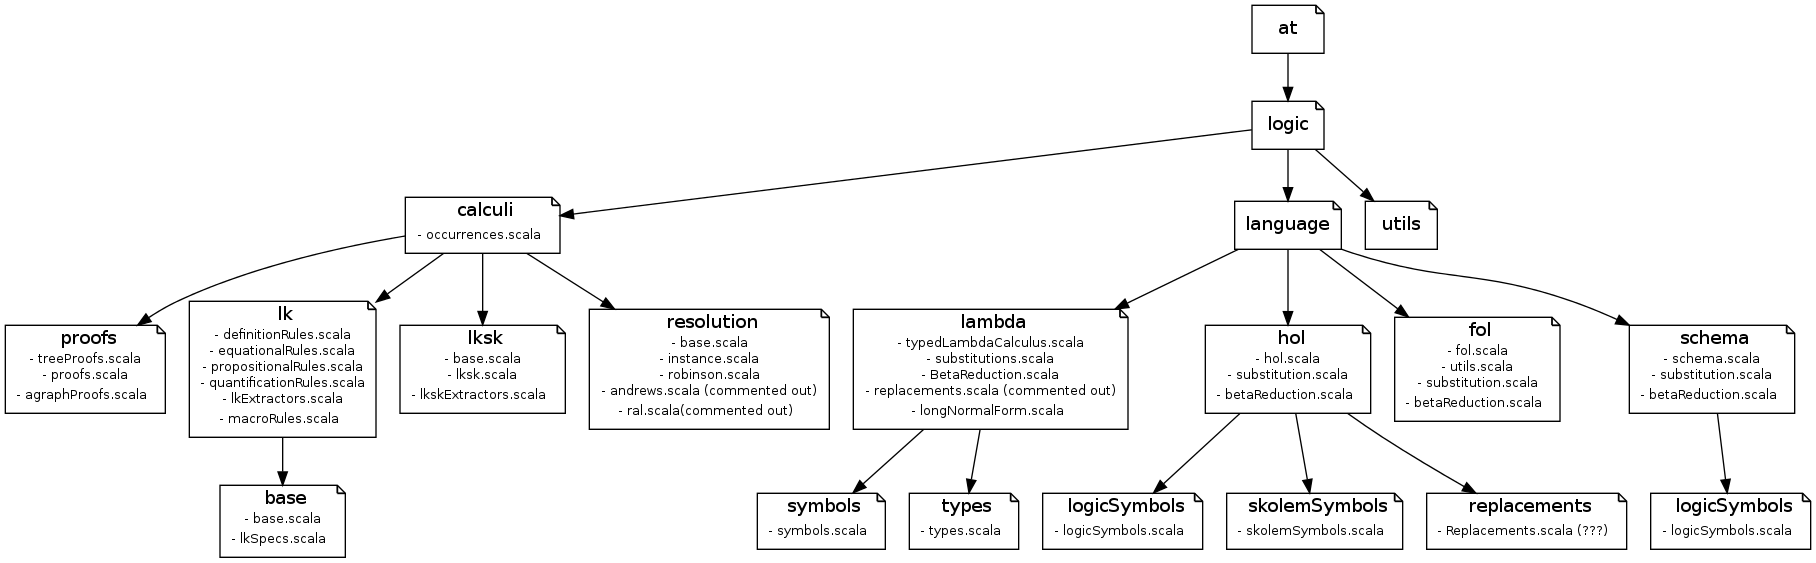 at
logic
calculi
- occurrences.scala
language
utils
proofs
- treeProofs.scala
- proofs.scala
- agraphProofs.scala
lk
- definitionRules.scala
- equationalRules.scala
- propositionalRules.scala
- quantificationRules.scala
- lkExtractors.scala
- macroRules.scala
lksk
- base.scala
- lksk.scala
- lkskExtractors.scala
resolution
- base.scala
- instance.scala
- robinson.scala
- andrews.scala (commented out)
- ral.scala(commented out)
lambda
- typedLambdaCalculus.scala
- substitutions.scala
- BetaReduction.scala
- replacements.scala (commented out)
- longNormalForm.scala
hol
- hol.scala
- substitution.scala
- betaReduction.scala
fol
- fol.scala
- utils.scala
- substitution.scala
- betaReduction.scala
schema
- schema.scala
- substitution.scala
- betaReduction.scala
base
- base.scala
- lkSpecs.scala
symbols
- symbols.scala
types
- types.scala
logicSymbols
- logicSymbols.scala
skolemSymbols
- skolemSymbols.scala
replacements
- Replacements.scala (???)
logicSymbols
- logicSymbols.scala